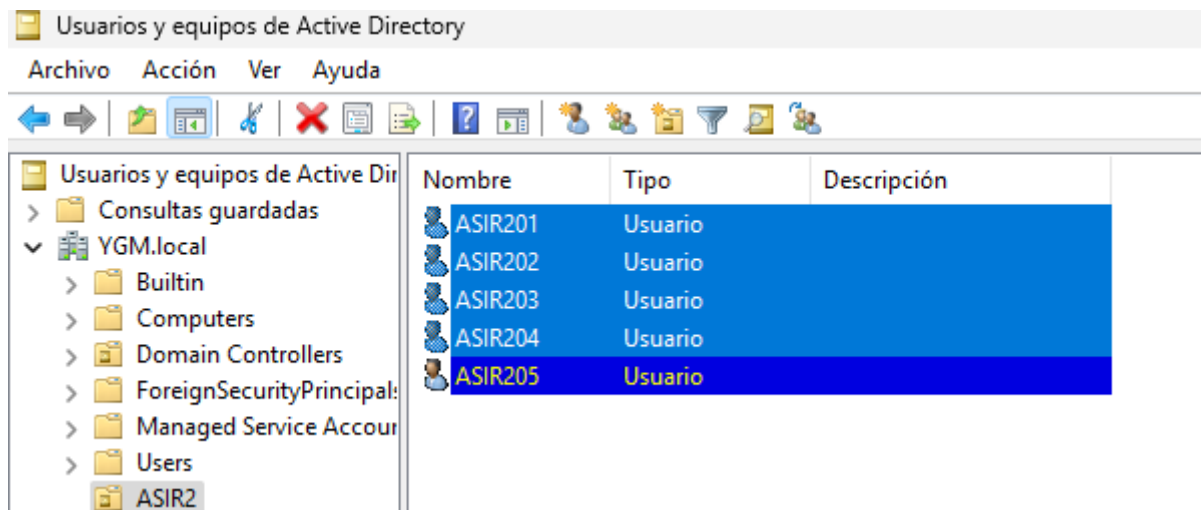 Usuarios y equipos de Active Directory
Archivo Acción Ver Ayuda
Usuarios y equipos de Active Dir
Consultas guardadas
YGM.local
Builtin
Computers
Domain Controllers
ForeignSecurityPrincipals
Managed Service Accour
Users
ASIR2
Nombre Tipo Descripción
ASIR201 Usuario
ASIR202 Usuario
ASIR203 Usuario
ASIR204 Usuario
ASIR205 Usuario